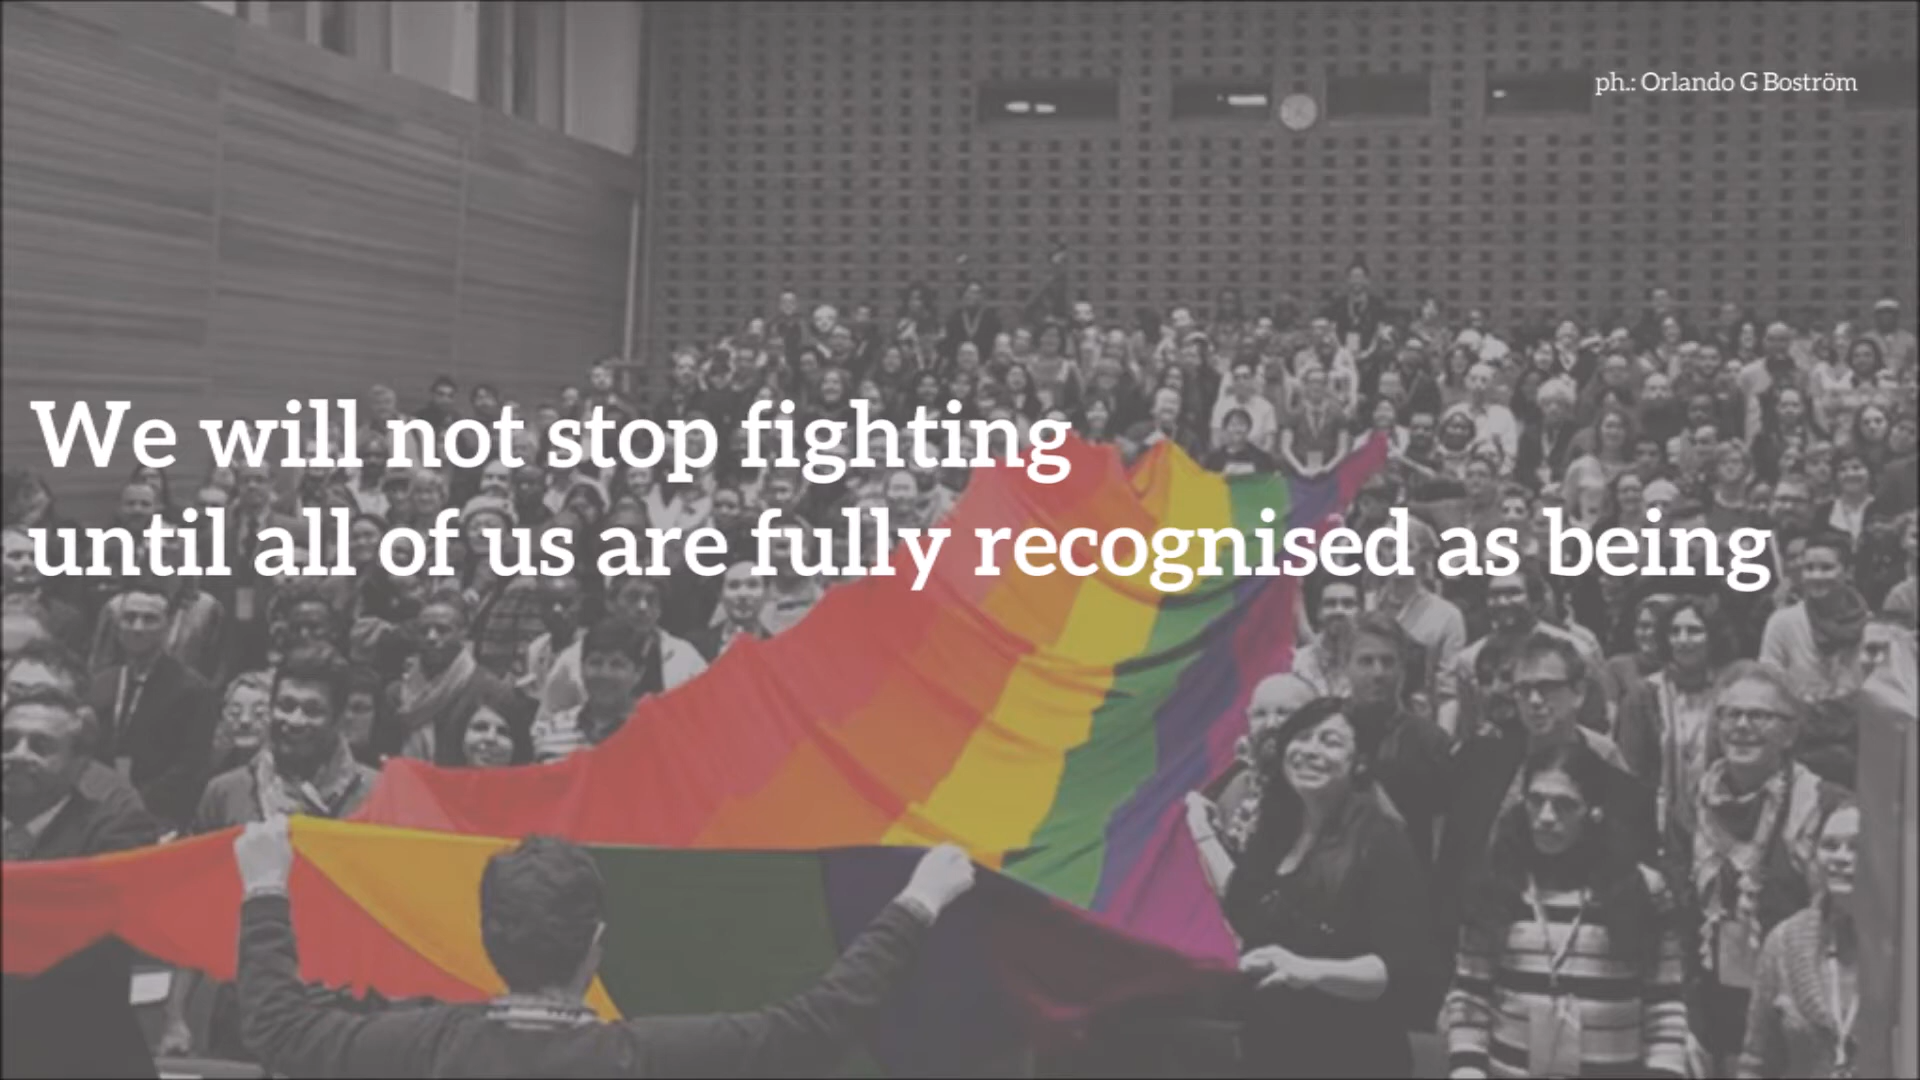 ph.: Orlando G Boström
We will not stop fighting
until all of us are fully recognised as being